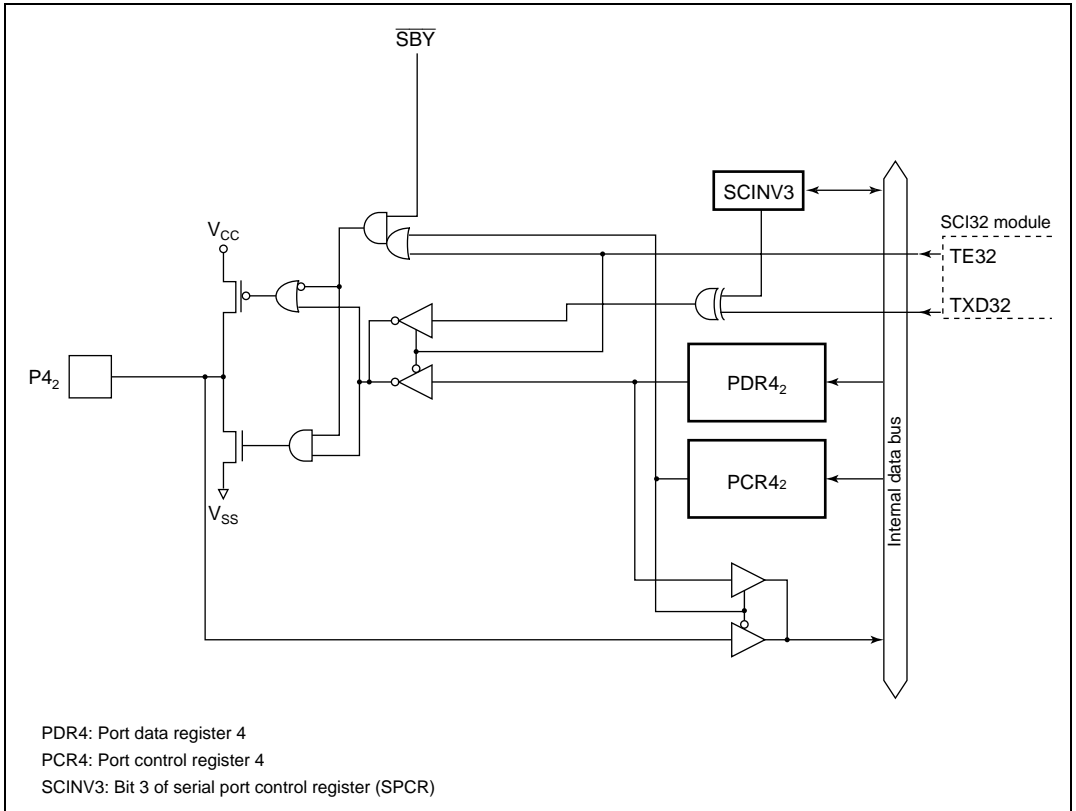 SBY
SCINV3
SCI32 module
VCC
TE32
TXD32
P42
PDR42
PCR42
Internal data bus
VSS
PDR4: Port data register 4
PCR4: Port control register 4
SCINV3: Bit 3 of serial port control register (SPCR)